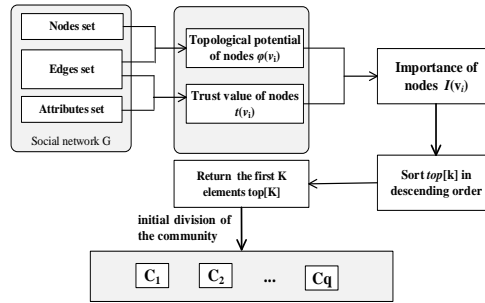 Nodes set
Edges set
Attributes set
Social network G
Topological potential
of nodes φ(vi)
Trust value of nodes
t(vi)
Importance of
nodes I(vi)
Sort top[k] in
descending order
Return the first K
elements top[K]
initial division of
the community
C1 C2 ... Cq